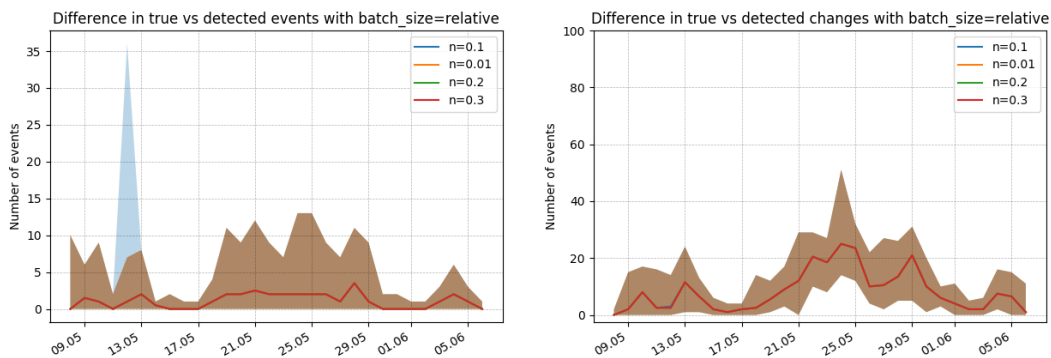 Difference in true vs detected events with batch_size=relative
Number of events
35
30
25
20
15
10
5
0
n=0.1
n=0.01
n=0.2
n=0.3
09.05
13.05
17.05
21.05
25.05
29.05
01.06
05.06
Difference in true vs detected changes with batch_size=relative
Number of events
100
80
60
40
20
0
n=0.1
n=0.01
n=0.2
n=0.3
09.05
13.05
17.05
21.05
25.05
29.05
01.06
05.06